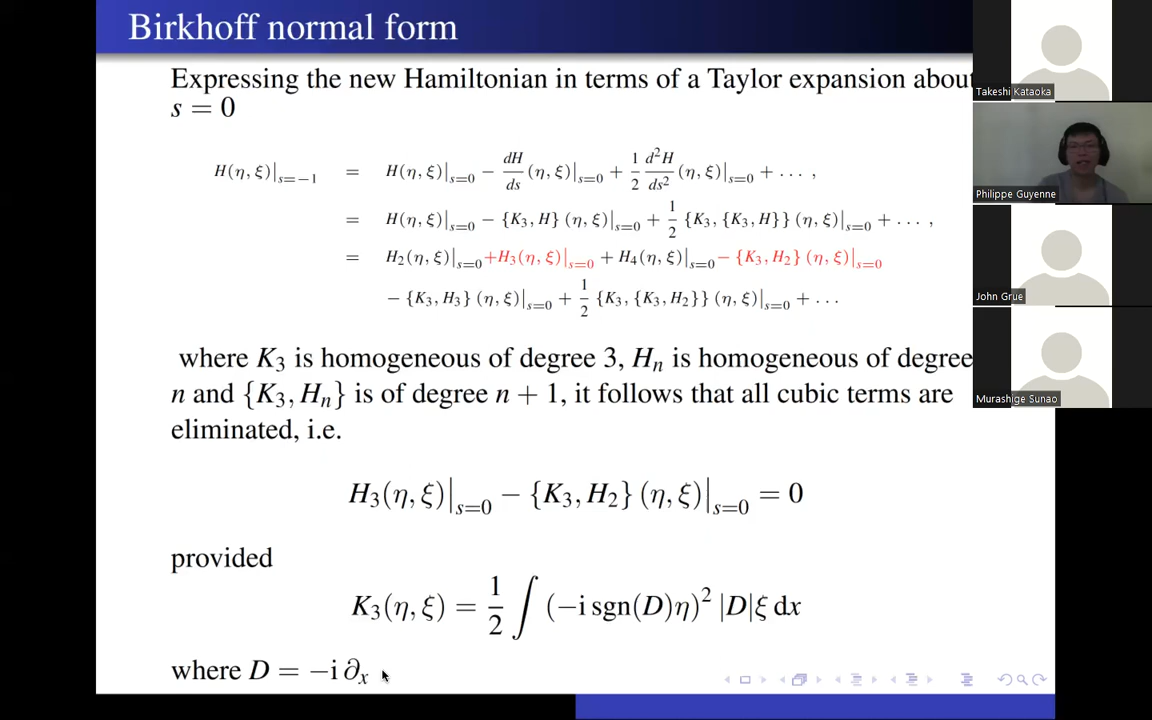 Birkhoff normal form
Expressing the new Hamiltonian in terms of a Taylor expansion about
s = 0
H(η, ξ)|ₛ₌₋₁ = H(η, ξ)|ₛ₌₀ − dH/ds (η, ξ)|ₛ₌₀ + 1/2 d²H/ds² (η, ξ)|ₛ₌₀ + . . . ,
= H(η, ξ)|ₛ₌₀ − {K₃, H} (η, ξ)|ₛ₌₀ + 1/2 {K₃, {K₃, H}} (η, ξ)|ₛ₌₀ + . . . ,
= H₂(η, ξ)|ₛ₌₀ +H₃(η, ξ)|ₛ₌₀ + H₄(η, ξ)|ₛ₌₀ − {K₃, H₂} (η, ξ)|ₛ₌₀
− {K₃, H₃} (η, ξ)|ₛ₌₀ + 1/2 {K₃, {K₃, H₂}} (η, ξ)|ₛ₌₀ + . . .
where K₃ is homogeneous of degree 3, Hₙ is homogeneous of degree
n and {K₃, Hₙ} is of degree n + 1, it follows that all cubic terms are
eliminated, i.e.
H₃(η, ξ)|ₛ₌₀ − {K₃, H₂} (η, ξ)|ₛ₌₀ = 0
provided
K₃(η, ξ) = 1/2 ∫ (−i sgn(D)η)² |D|ξ dx
where D = −i ∂ₓ
Takeshi Kataoka
Philippe Guyenne
John Grue
Murashige Sunao